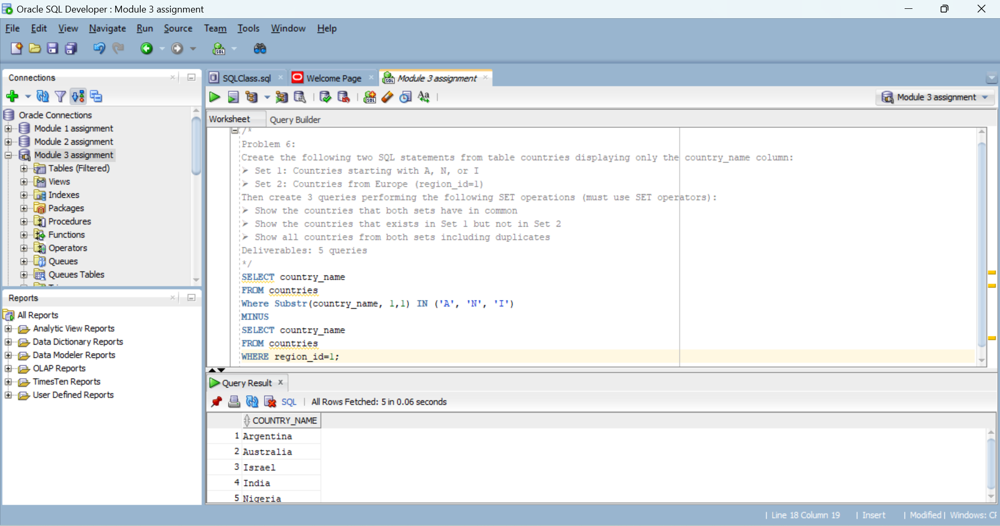 Oracle SQL Developer : Module 3 assignment
File Edit View Navigate Run Source Team Tools Window Help
Connections
Oracle Connections
Module 1 assignment
Module 2 assignment
Module 3 assignment
Tables (Filtered)
Views
Indexes
Packages
Procedures
Functions
Operators
Queues
Queues Tables
Reports
All Reports
Analytic View Reports
Data Dictionary Reports
Data Modeler Reports
OLAP Reports
TimesTen Reports
User Defined Reports
SQLClass.sql Welcome Page Module 3 assignment
Module 3 assignment
Worksheet Query Builder
/*
Problem 6:
Create the following two SQL statements from table countries displaying only the country_name column:
➤ Set 1: Countries starting with A, N, or I
➤ Set 2: Countries from Europe (region_id=1)
Then create 3 queries performing the following SET operations (must use SET operators):
➤ Show the countries that both sets have in common
➤ Show the countries that exists in Set 1 but not in Set 2
➤ Show all countries from both sets including duplicates
Deliverables: 5 queries
*/
SELECT country_name
FROM countries
Where Substr(country_name, 1,1) IN ('A', 'N', 'I')
MINUS
SELECT country_name
FROM countries
WHERE region_id=1;
Query Result
SQL | All Rows Fetched: 5 in 0.06 seconds
COUNTRY_NAME
1 Argentina
2 Australia
3 Israel
4 India
5 Nigeria
| Line 18 Column 19 | Insert | Modified | Windows: